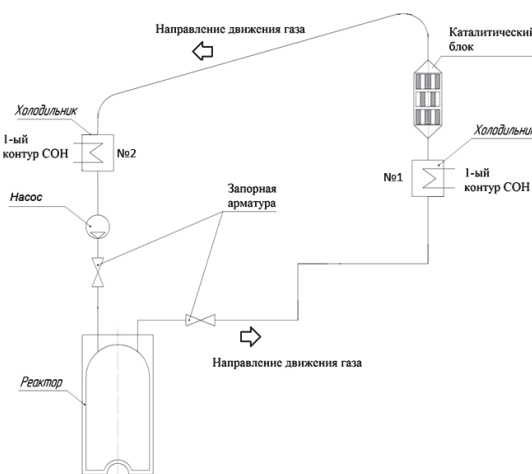 Направление движения газа
Каталитический
блок
Холодильник
1-ый
контур СОН
№2
Холодильник
№1
1-ый
контур СОН
Насос
Запорная
арматура
Направление движения газа
Реактор